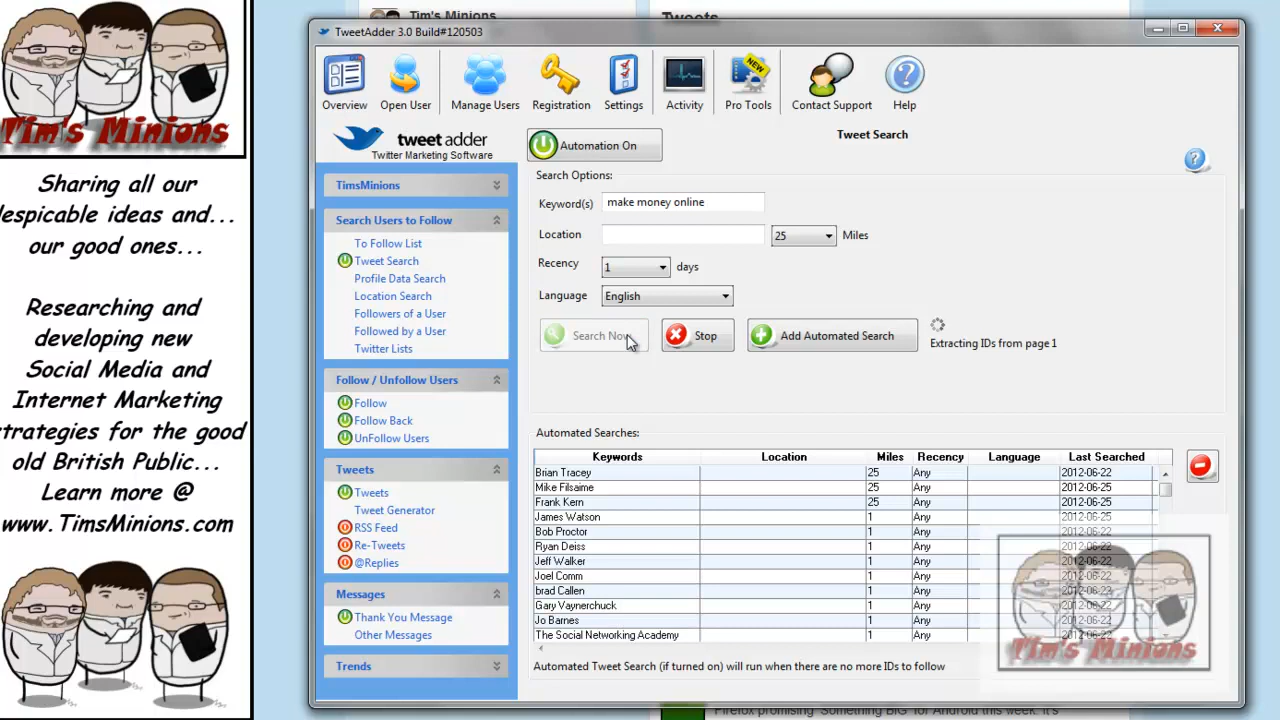 Tim's Minions
Sharing all our
despicable ideas and...
our good ones...
Researching and
developing new
Social Media and
Internet Marketing
strategies for the good
old British Public...
Learn more @
www.TimsMinions.com
Tim's Minions
Tweets
TweetAdder 3.0 Build#120503
Overview
Open User
Manage Users
Registration
Settings
Activity
NEW
Pro Tools
Contact Support
Help
tweet adder
Twitter Marketing Software
Automation On
Tweet Search
TimsMinions
Search Users to Follow
To Follow List
Tweet Search
Profile Data Search
Location Search
Followers of a User
Followed by a User
Twitter Lists
Follow / Unfollow Users
Follow
Follow Back
UnFollow Users
Tweets
Tweets
Tweet Generator
RSS Feed
Re-Tweets
@Replies
Messages
Thank You Message
Other Messages
Trends
Search Options:
Keyword(s) make money online
Location 25 Miles
Recency 1 days
Language English
Search Now Stop Add Automated Search
Extracting IDs from page 1
Automated Searches:
Keywords Location Miles Recency Language Last Searched
Brian Tracey 25 Any 2012-06-22
Mike Filsaime 25 Any 2012-06-25
Frank Kern 25 Any 2012-06-25
James Watson 1 Any 2012-06-25
Bob Proctor 1 Any 2012-06-22
Ryan Deiss 1 Any 2012-06-22
Jeff Walker 1 Any 2012-06-22
Joel Comm 1 Any 2012-06-22
brad Callen 1 Any 2012-06-22
Gary Vaynerchuck 1 Any 2012-06-22
Jo Barnes 1 Any 2012-06-22
The Social Networking Academy 1 Any 2012-06-22
Tim's Minions
Automated Tweet Search (if turned on) will run when there are no more IDs to follow
Firefox promising 'Something BIG' for Android this week. It's